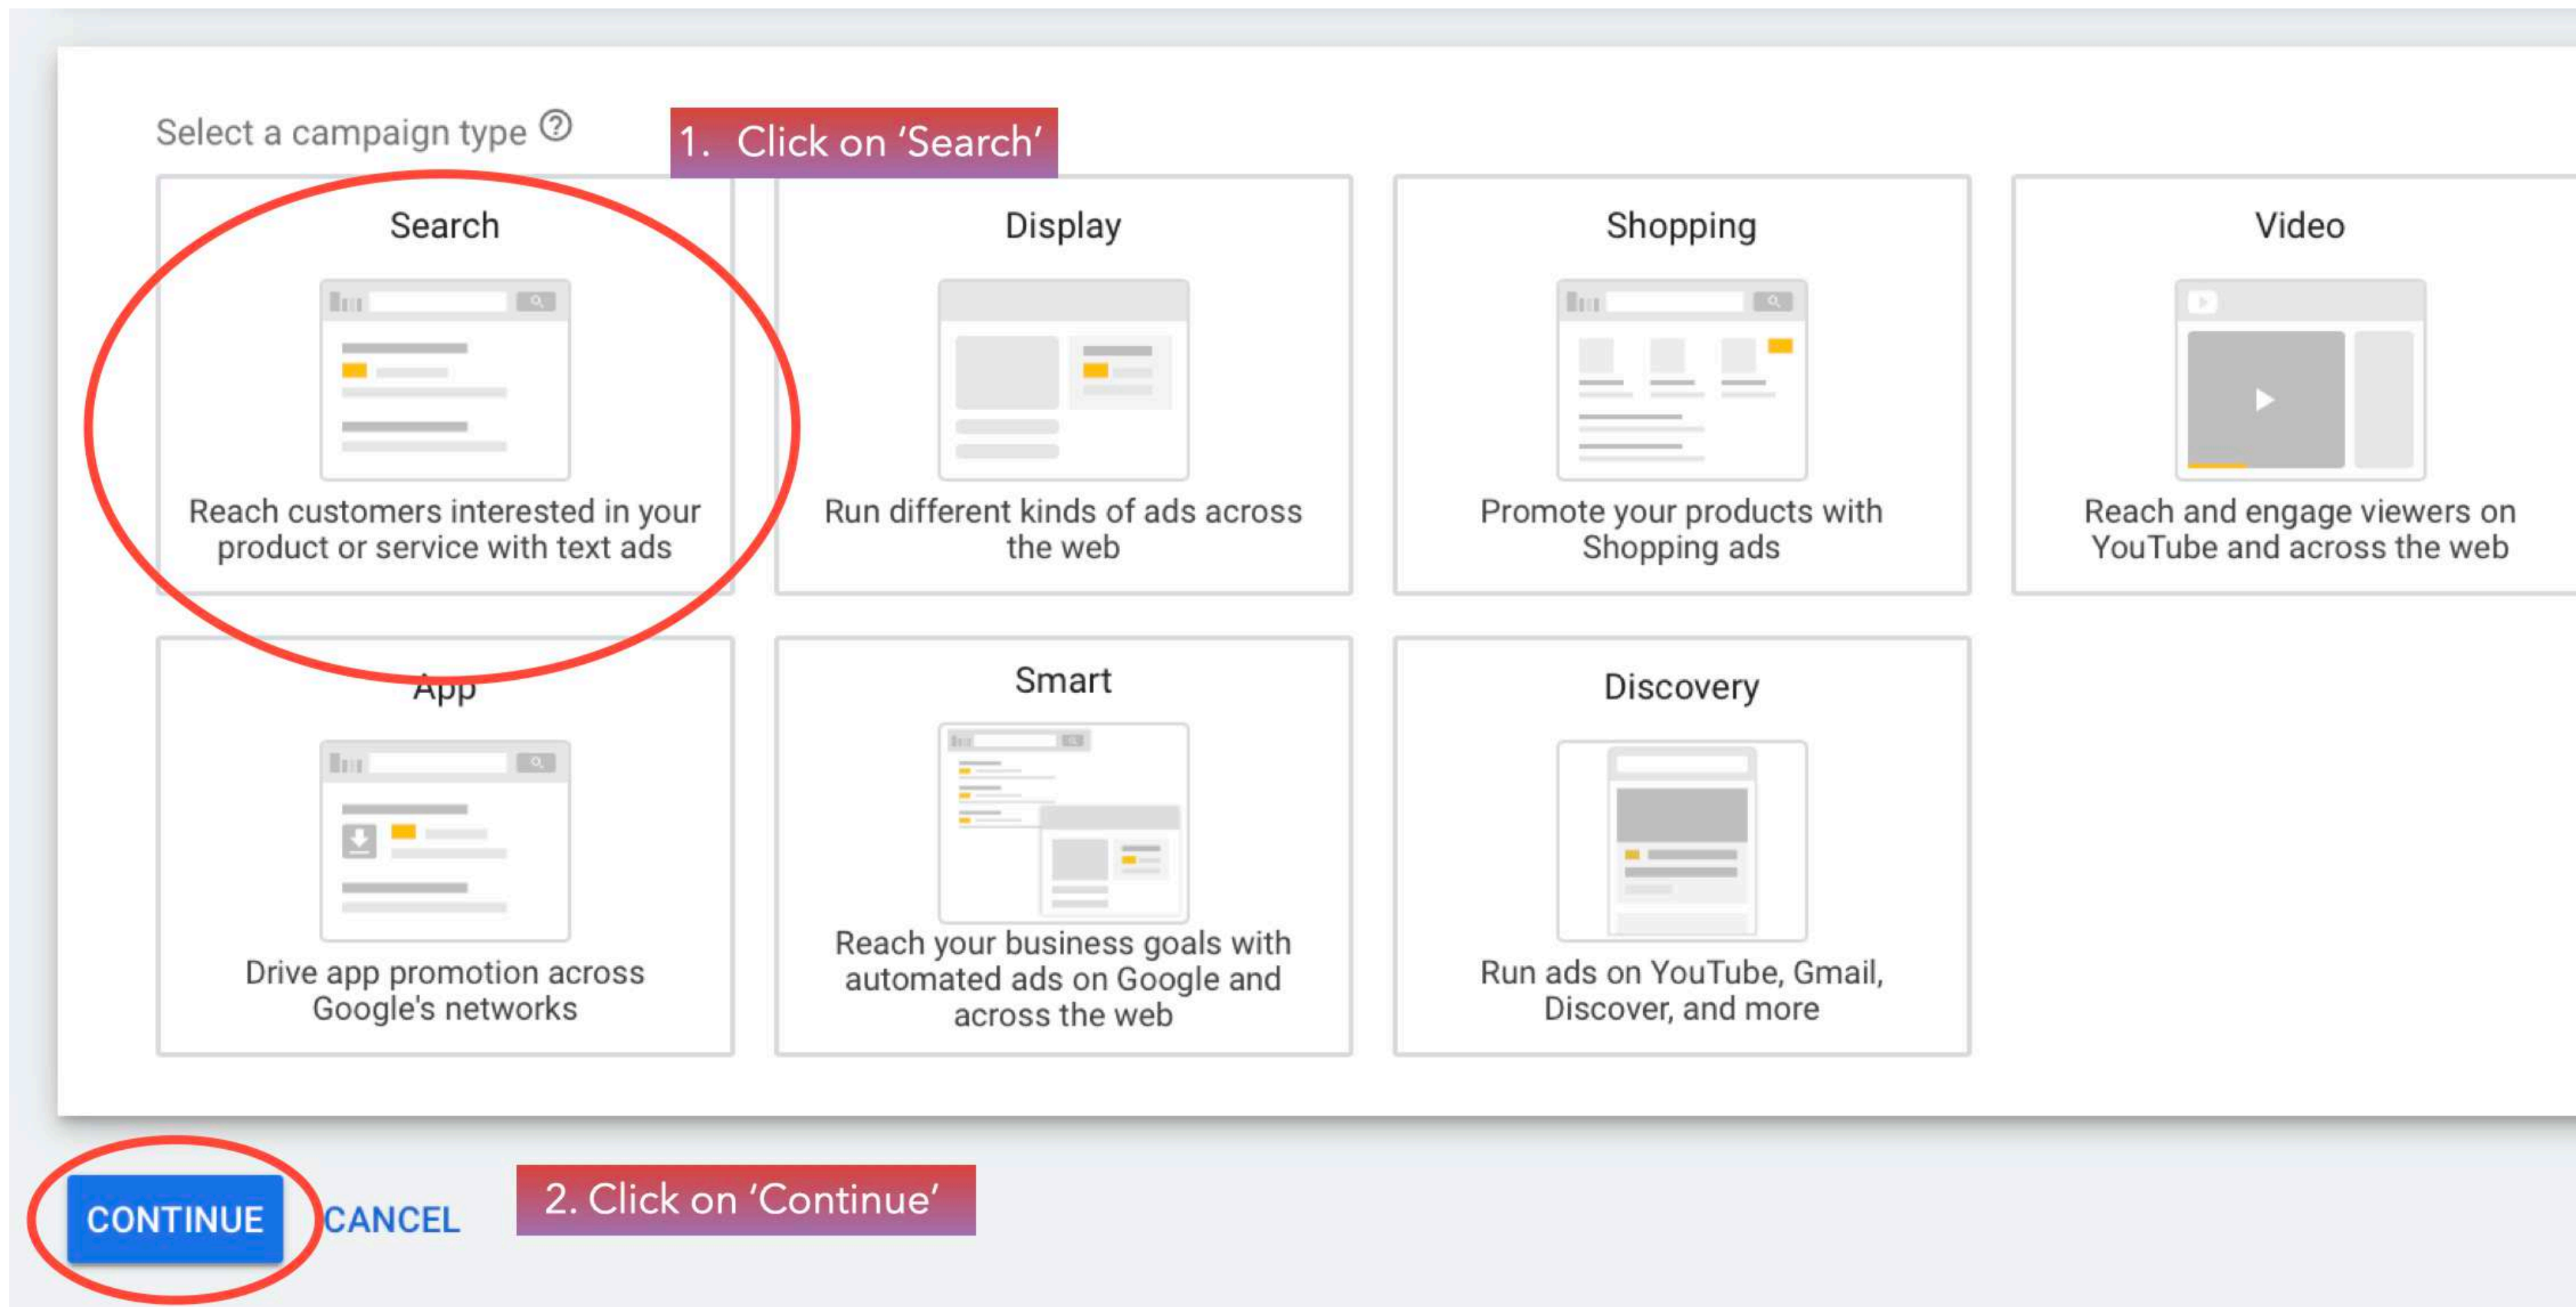 Select a campaign type
1. Click on ‘Search’
Search
Reach customers interested in your
product or service with text ads
Display
Run different kinds of ads across
the web
Shopping
Promote your products with
Shopping ads
Video
Reach and engage viewers on
YouTube and across the web
App
Drive app promotion across
Google's networks
Smart
Reach your business goals with
automated ads on Google and
across the web
Discovery
Run ads on YouTube, Gmail,
Discover, and more
CONTINUE
CANCEL
2. Click on ‘Continue’